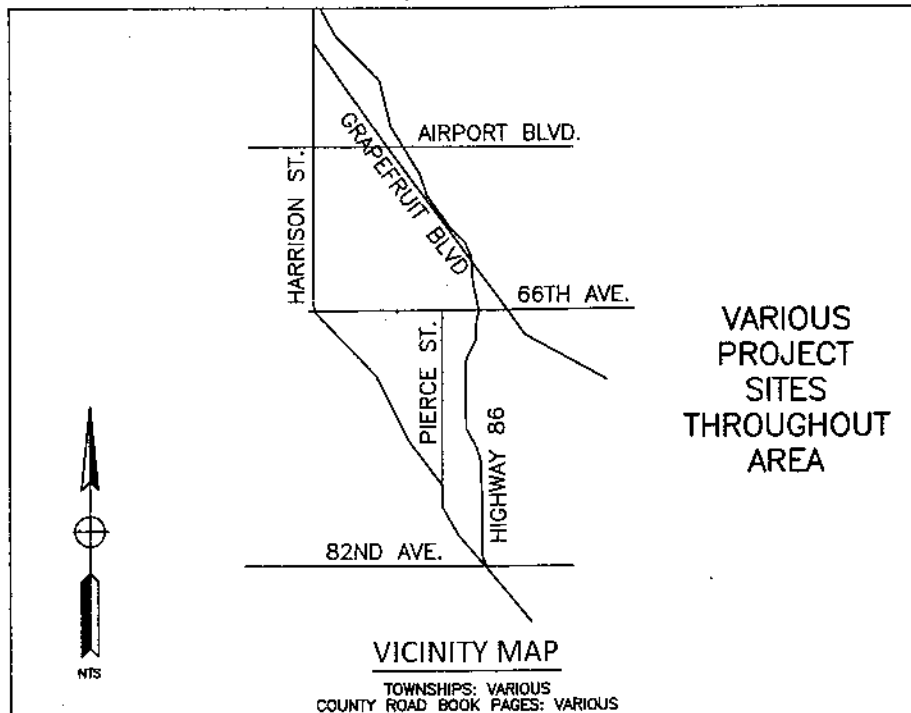 AIRPORT BLVD.
GRAPEFRUIT BLVD
HARRISON ST.
66TH AVE.
VARIOUS
PROJECT
SITES
THROUGHOUT
AREA
PIERCE ST.
HIGHWAY 86
82ND AVE.
NTS
VICINITY MAP
TOWNSHIPS: VARIOUS
COUNTY ROAD BOOK PAGES: VARIOUS